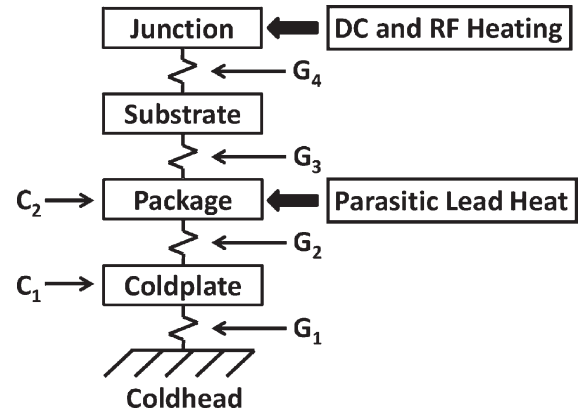 Junction
DC and RF Heating
G4
Substrate
G3
C2
Package
Parasitic Lead Heat
G2
C1
Coldplate
G1
Coldhead